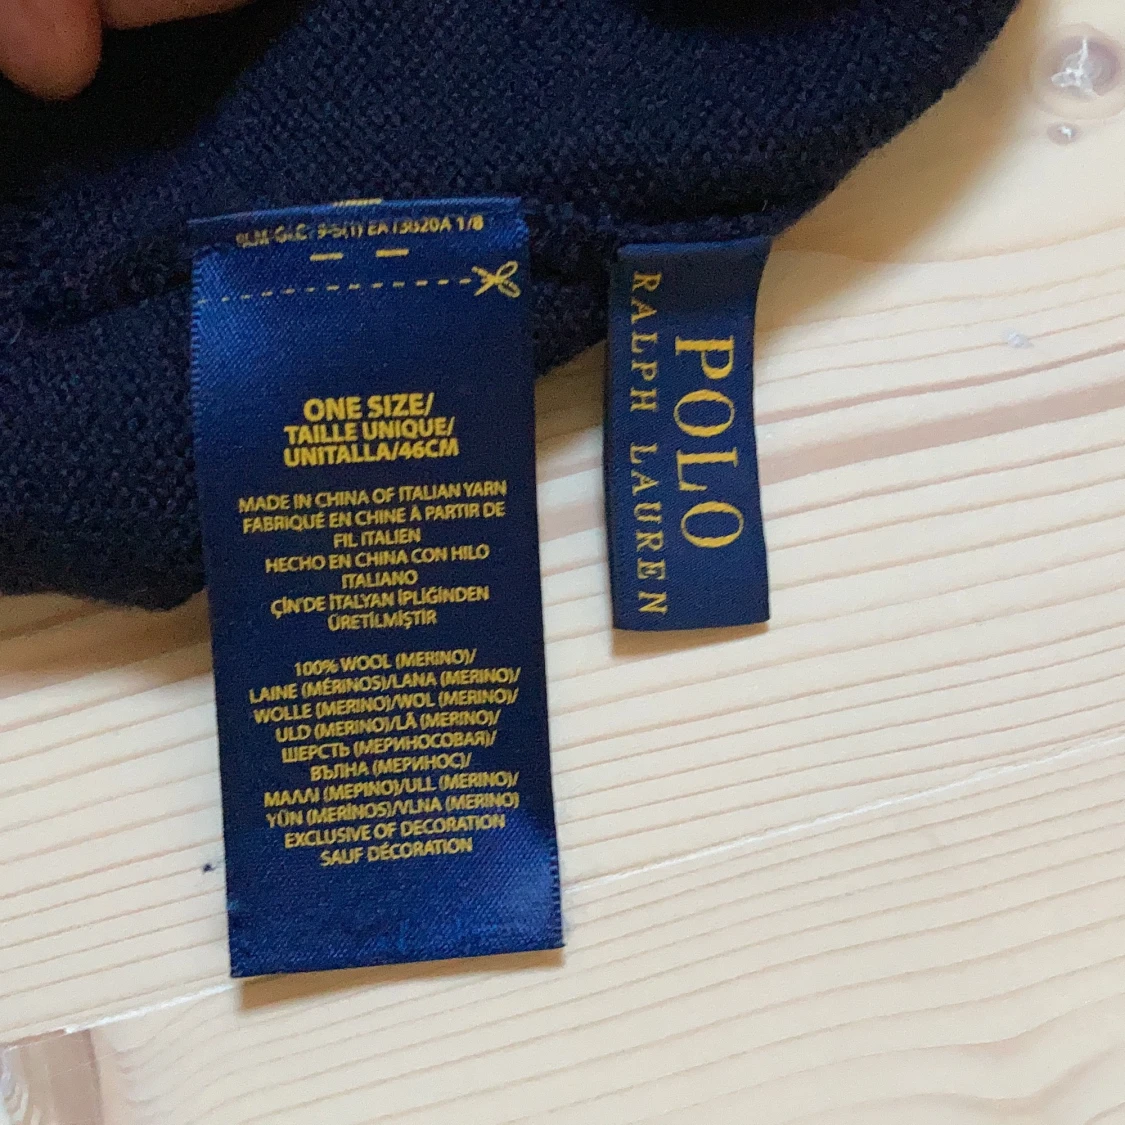 1/8
ONE SIZE/
TAILLE UNIQUE/
UNITALLA/46CM
MADE IN CHINA OF ITALIAN YARN
FABRIQUÉ EN CHINE À PARTIR DE
FIL ITALIEN
HECHO EN CHINA CON HILO
ITALIANO
ÇİN'DE İTALYAN İPLİĞİNDEN
ÜRETİLMİŞTİR
100% WOOL (MERINO)/
LAINE (MÉRINOS)/LANA (MERINO)/
WOLLE (MERINO)/WOL (MERINO)/
ULD (MERINO)/LÃ (MERINO)/
ШЕРСТЬ (МЕРИНОСОВАЯ)/
ВЪЛНА (МЕРИНОС)/
ΜΑΛΛΙ (ΜΕΡΙΝΟ)/ULL (MERINO)/
YÜN (MERİNOS)/VLNA (MERINO)
EXCLUSIVE OF DECORATION
SAUF DÉCORATION
POLO
RALPH LAUREN